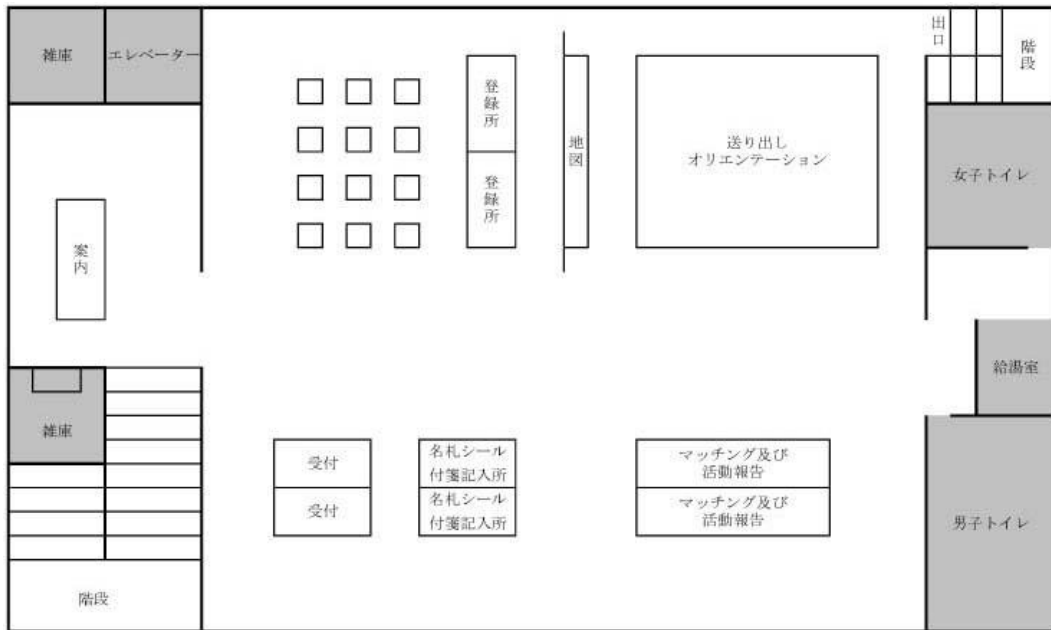 雑庫
エレベーター
出口
階段
登録所
登録所
地図
送り出し
オリエンテーション
女子トイレ
案内
給湯室
雑庫
受付
受付
名札シール
付箋記入所
名札シール
付箋記入所
マッチング及び
活動報告
マッチング及び
活動報告
男子トイレ
階段